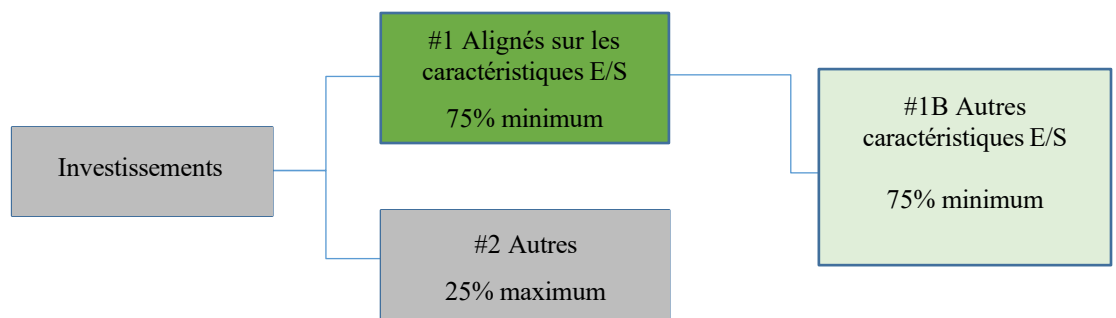 Investissements
#1 Alignés sur les
caractéristiques E/S
75% minimum
#2 Autres
25% maximum
#1B Autres
caractéristiques E/S
75% minimum